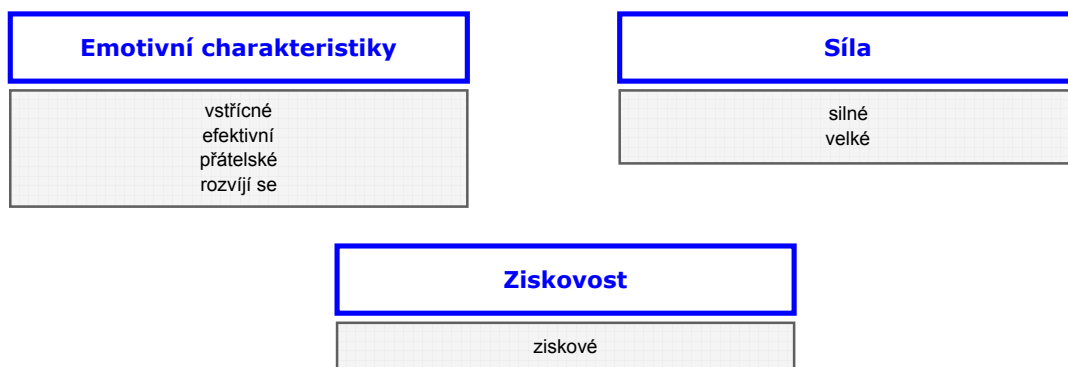 Emotivní charakteristiky
vstřícné
efektivní
přátelské
rozvíjí se
Síla
silné
velké
Ziskovost
ziskové